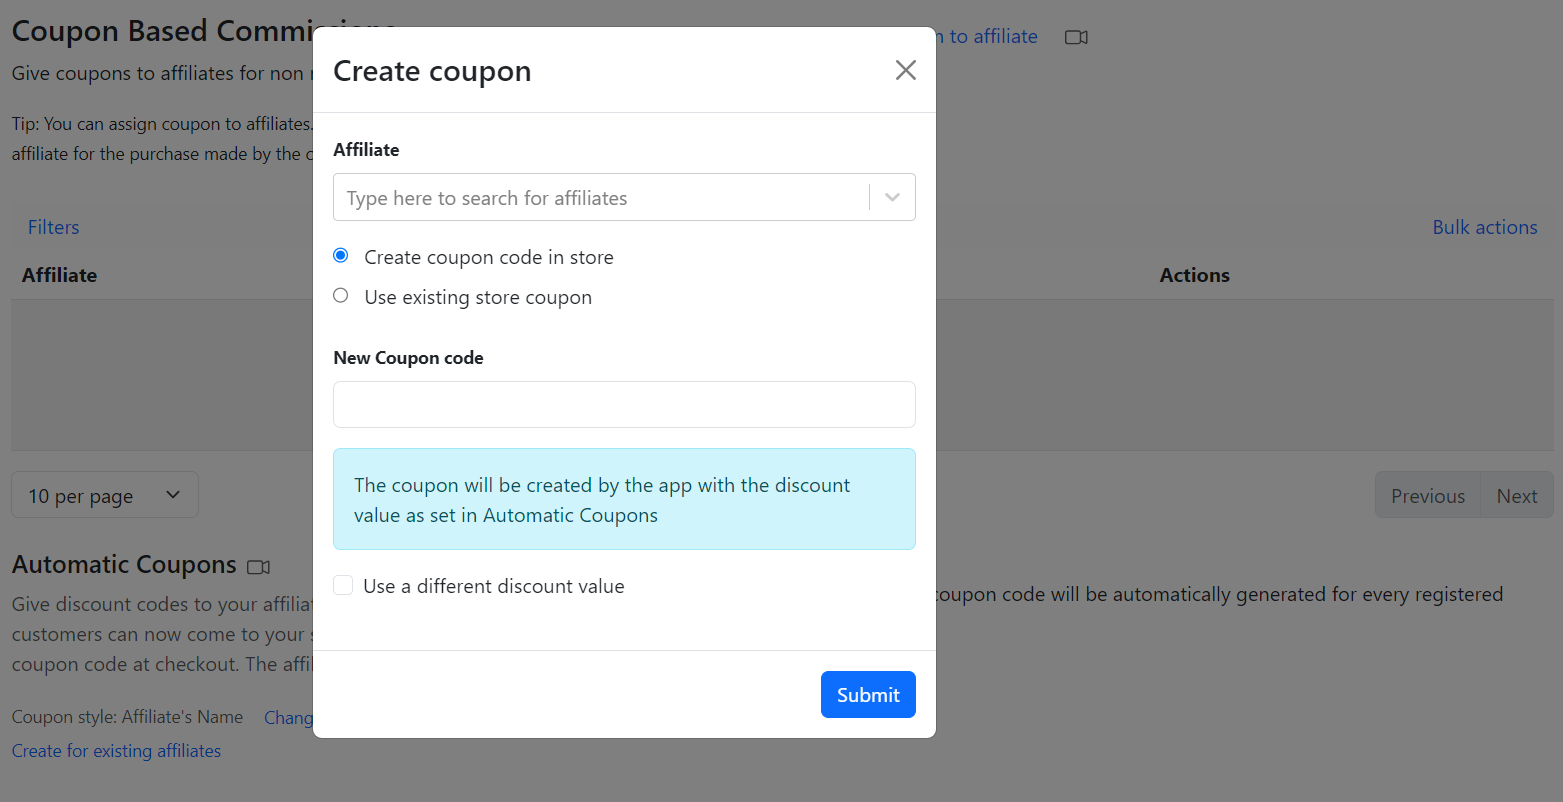 Coupon Based Commissions
to affiliate
Give coupons to affiliates for non
Tip: You can assign coupon to affiliates.
affiliate for the purchase made by the
Create coupon
Affiliate
Type here to search for affiliates
Create coupon code in store
Use existing store coupon
New Coupon code
The coupon will be created by the app with the discount
value as set in Automatic Coupons
Use a different discount value
Submit
Filters
Bulk actions
Affiliate
Actions
10 per page
Previous
Next
Automatic Coupons
Give discount codes to your
coupon code will be automatically generated for every registered
customers can now come to your
coupon code at checkout. The
Coupon style: Affiliate's Name
Create for existing affiliates